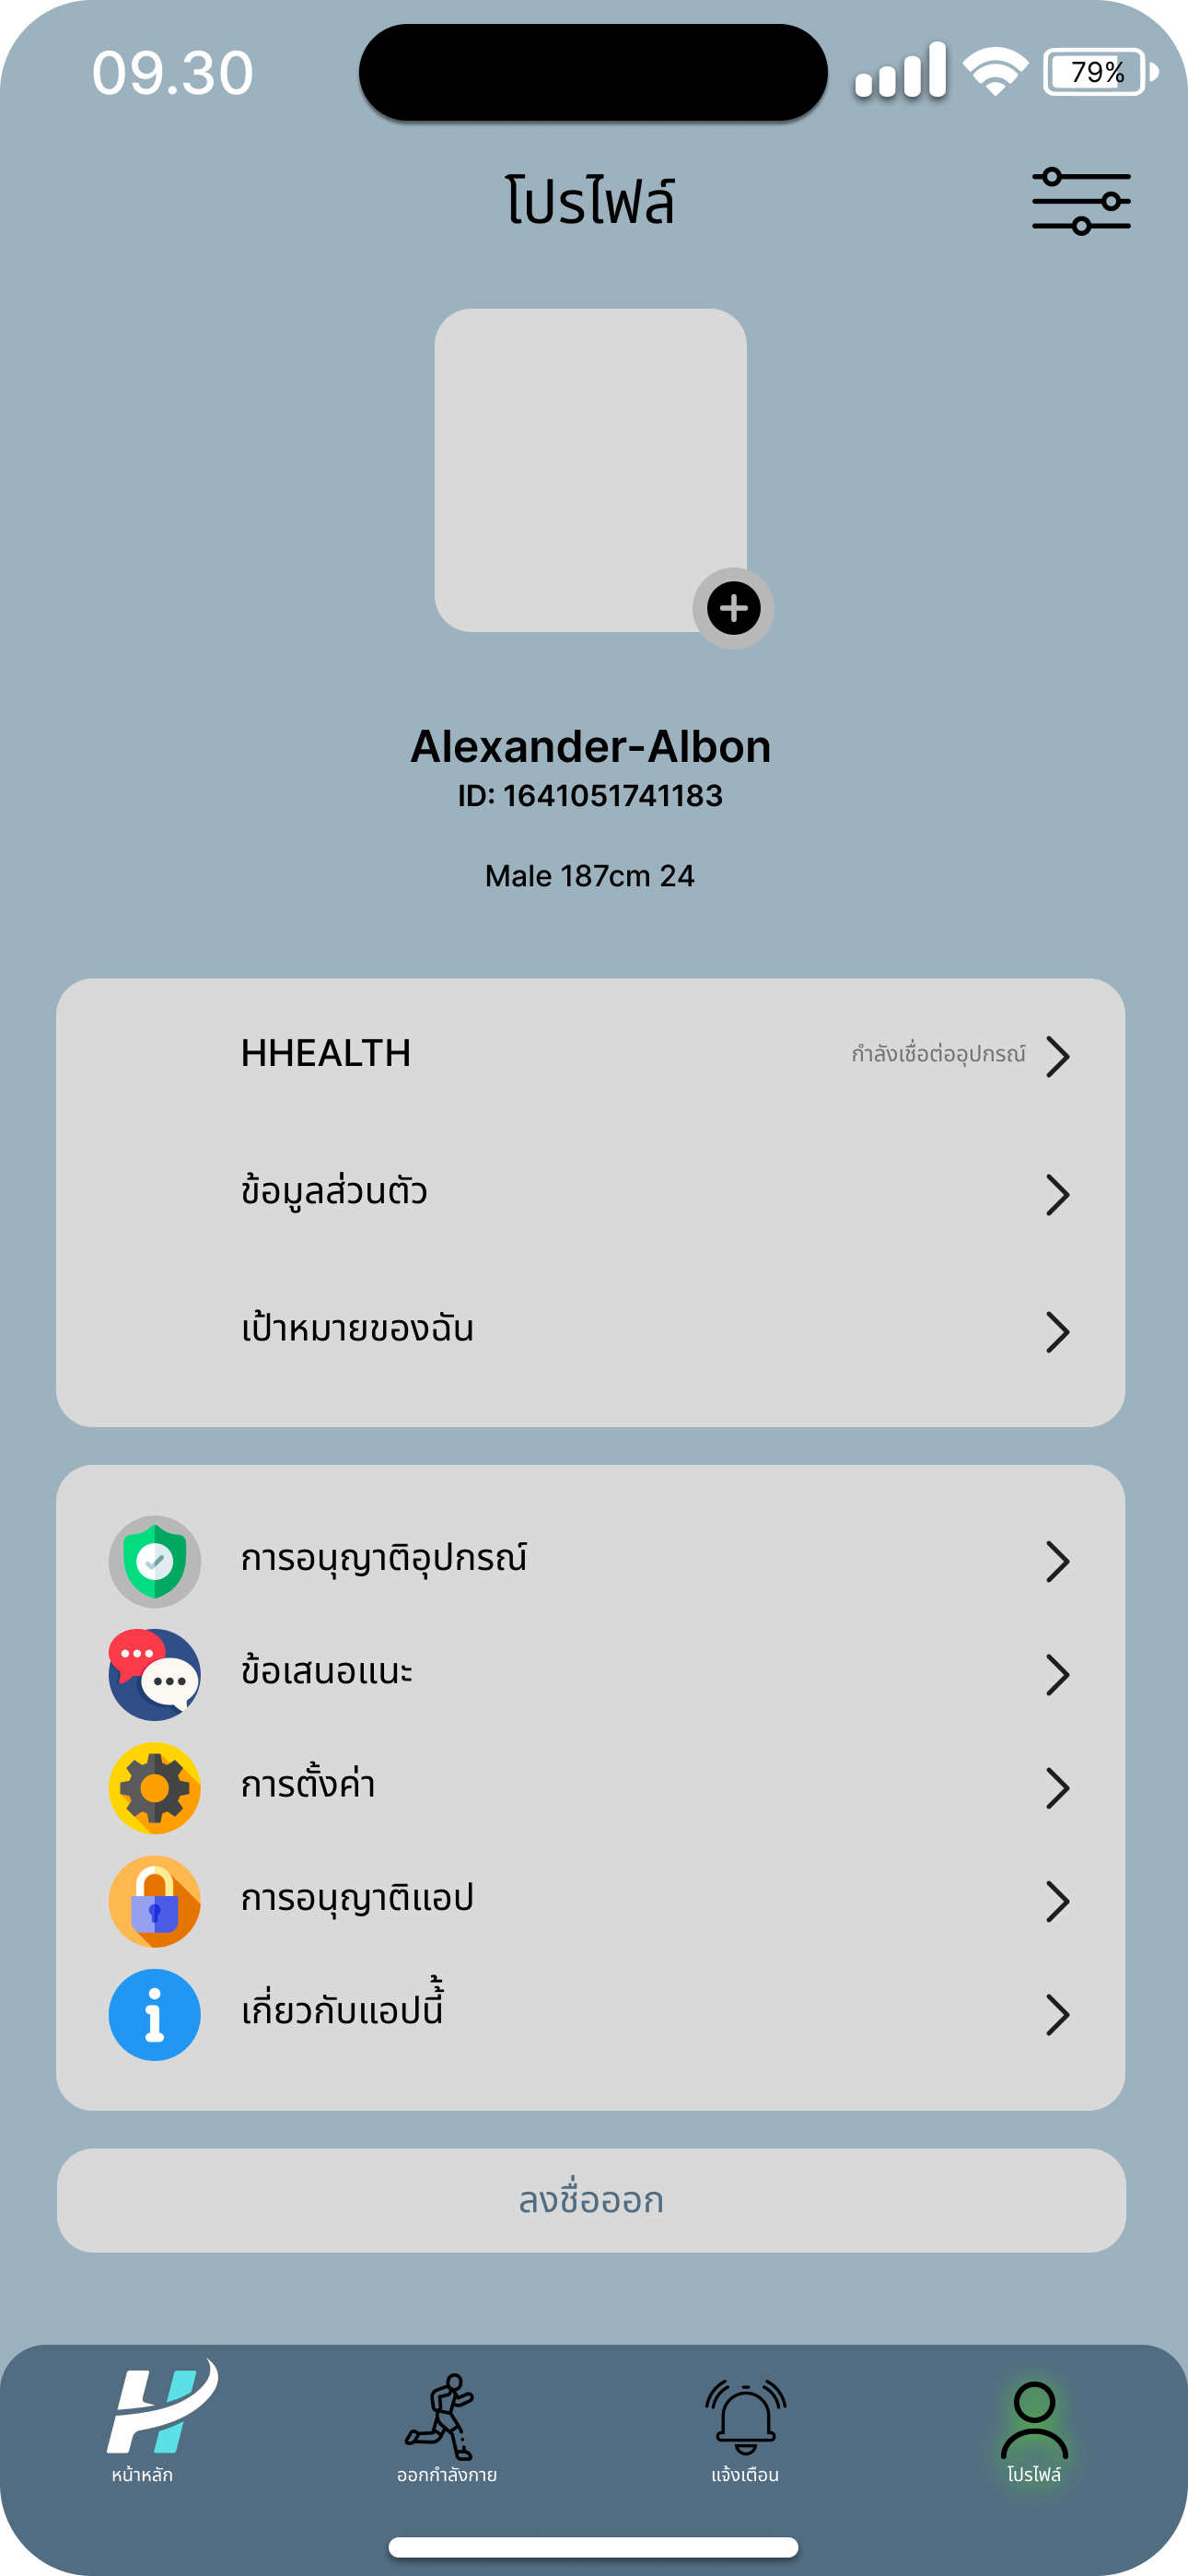 09.30
79%
โปรไฟล์
Alexander-Albon
ID: 1641051741183
Male 187cm 24
HHEALTH
กำลังเชื่อต่ออุปกรณ์
ข้อมูลส่วนตัว
เป้าหมายของฉัน
การอนุญาติอุปกรณ์
ข้อเสนอแนะ
การตั้งค่า
การอนุญาติแอป
เกี่ยวกับแอปนี้้
ลงชื่อออก
หน้าหลัก
ออกกำลังกาย
แจ้งเตือน
โปรไฟล์